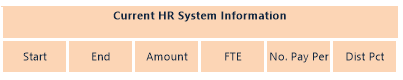 Current HR System Information
Start End Amount FTE No. Pay Per Dist Pct